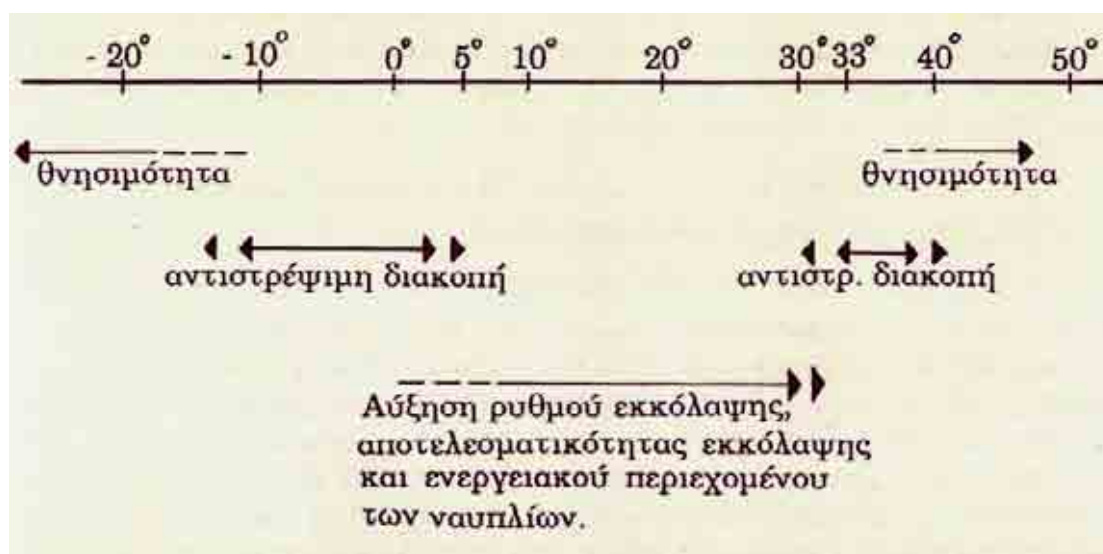 - 20° - 10° 0° 5° 10° 20° 30° 33° 40° 50°
θνησιμότητα θνησιμότητα
αντιστρέψιμη διακοπή αντιστρ. διακοπή
Αύξηση ρυθμού εκκόλαψης,
αποτελεσματικότητας εκκόλαψης
και ενεργειακού περιεχομένου
των ναυπλίων.